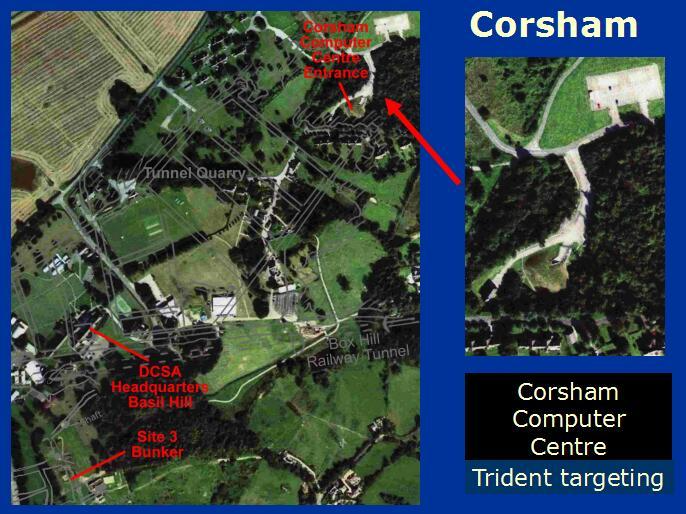 Corsham
Corsham
Computer
Centre
Entrance
Tunnel Quarry
Box Hill
Railway Tunnel
DCSA
Headquarters
Basil Hill
Shaft
Site 3
Bunker
Corsham
Computer
Centre
Trident targeting